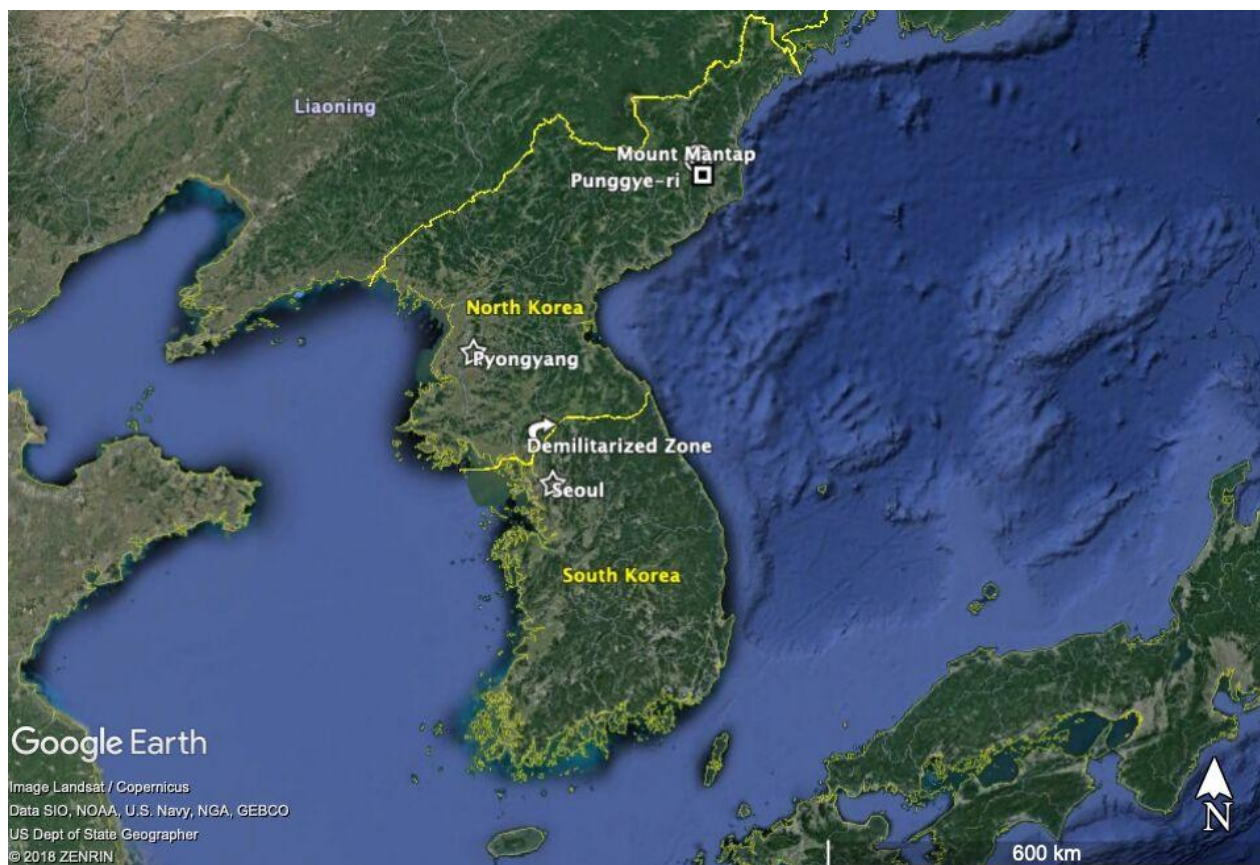 Liaoning
Mount Mantap
Punggye-ri
North Korea
Pyongyang
Demilitarized Zone
Seoul
South Korea
Google Earth
Image Landsat / Copernicus
Data SIO, NOAA, U.S. Navy, NGA, GEBCO
US Dept of State Geographer
© 2018 ZENRIN
N
600 km